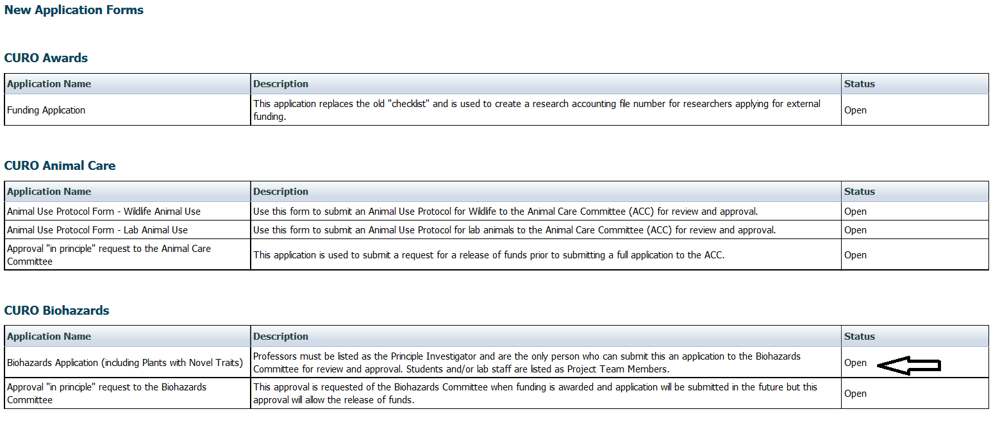 New Application Forms
CURO Awards
Application Name Description Status
Funding Application This application replaces the old "checklist" and is used to create a research accounting file number for researchers applying for external
funding. Open
CURO Animal Care
Application Name Description Status
Animal Use Protocol Form - Wildlife Animal Use Use this form to submit an Animal Use Protocol for Wildlife to the Animal Care Committee (ACC) for review and approval. Open
Animal Use Protocol Form - Lab Animal Use Use this form to submit an Animal Use Protocol for lab animals to the Animal Care Committee (ACC) for review and approval. Open
Approval "in principle" request to the Animal Care
Committee
This application is used to submit a request for a release of funds prior to submitting a full application to the ACC. Open
CURO Biohazards
Application Name Description Status
Biohazards Application (including Plants with Novel Traits) Professors must be listed as the Principle Investigator and are the only person who can submit this an application to the Biohazards
Committee for review and approval. Students and/or lab staff are listed as Project Team Members. Open
Approval "in principle" request to the Biohazards
Committee
This approval is requested of the Biohazards Committee when funding is awarded and application will be submitted in the future but this
approval will allow the release of funds. Open